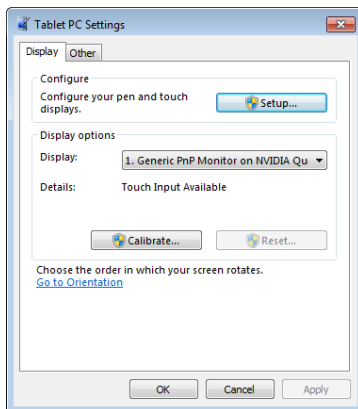 Tablet PC Settings
Display Other
Configure
Configure your pen and touch
displays.
Setup...
Display options
Display: 1. Generic PnP Monitor on NVIDIA Qu
Details: Touch Input Available
Calibrate... Reset...
Choose the order in which your screen rotates.
Go to Orientation
OK Cancel Apply